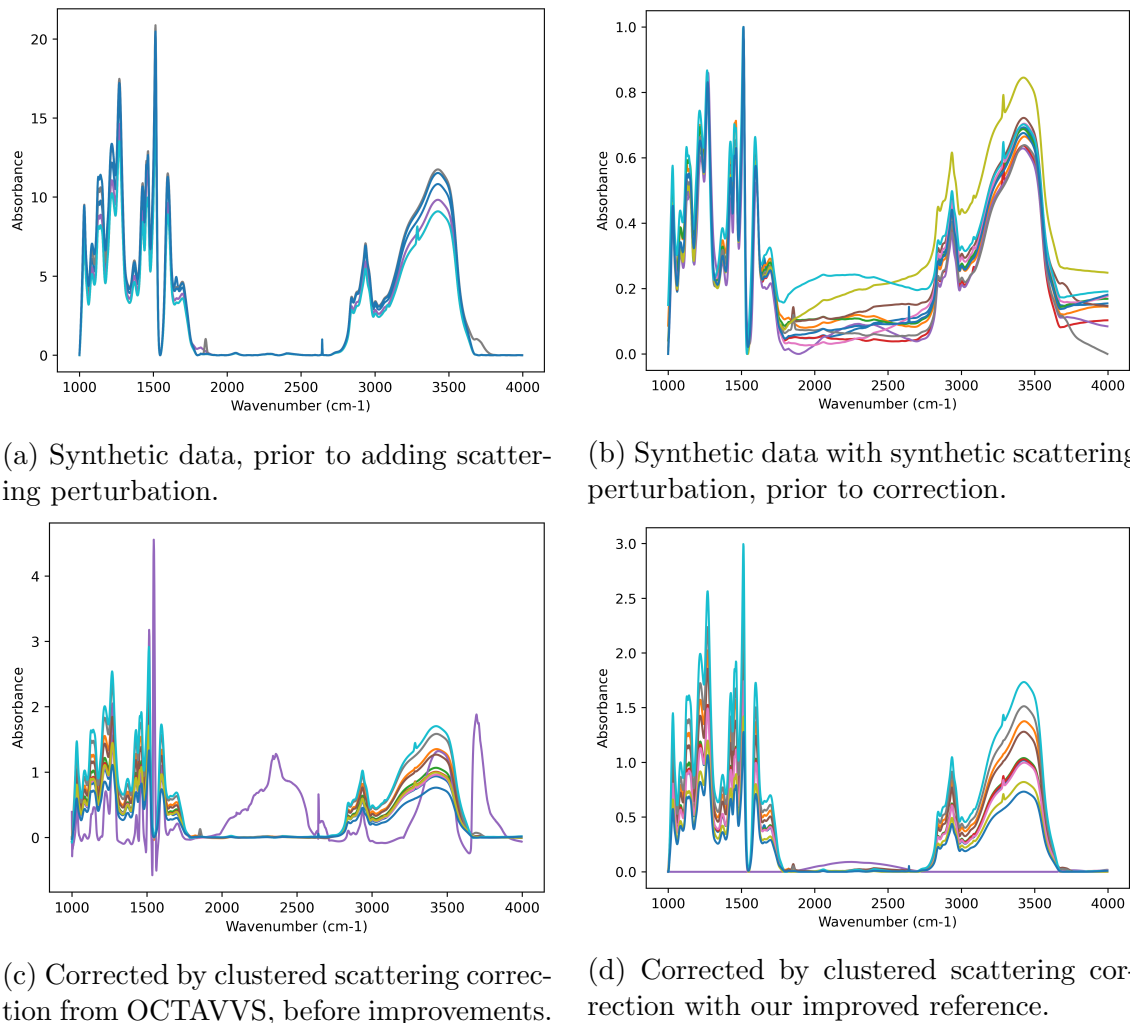 20
15
10
5
0
Absorbance
1000 1500 2000 2500 3000 3500 4000
Wavenumber (cm-1)
(a) Synthetic data, prior to adding scatter-
ing perturbation.
1.0
0.8
0.6
0.4
0.2
0.0
Absorbance
1000 1500 2000 2500 3000 3500 4000
Wavenumber (cm-1)
(b) Synthetic data with synthetic scattering
perturbation, prior to correction.
4
3
2
1
0
Absorbance
1000 1500 2000 2500 3000 3500 4000
Wavenumber (cm-1)
(c) Corrected by clustered scattering correc-
tion from OCTAVVS, before improvements.
3.0
2.5
2.0
1.5
1.0
0.5
0.0
Absorbance
1000 1500 2000 2500 3000 3500 4000
Wavenumber (cm-1)
(d) Corrected by clustered scattering cor-
rection with our improved reference.